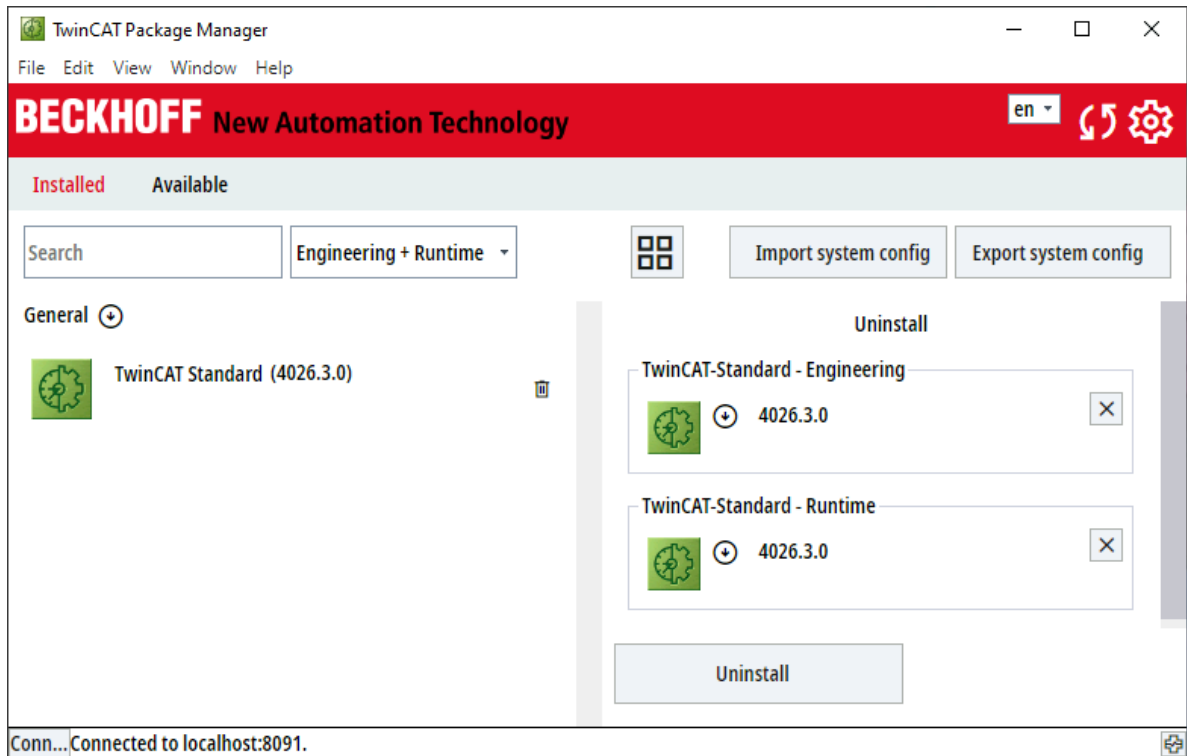 TwinCAT Package Manager
File Edit View Window Help
BECKHOFF New Automation Technology
en
Installed Available
Search
Engineering + Runtime
Import system config
Export system config
General
TwinCAT Standard (4026.3.0)
Uninstall
TwinCAT-Standard - Engineering
4026.3.0
TwinCAT-Standard - Runtime
4026.3.0
Uninstall
Conn... Connected to localhost:8091.